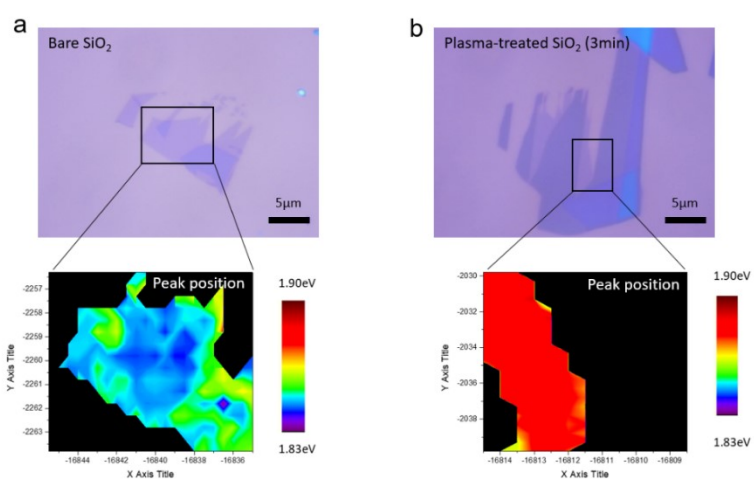 a
Bare SiO₂
5μm
Peak position
1.90eV
1.83eV
-2257
-2258
-2259
-2260
-2261
-2262
-2263
Y Axis Title
-16844
-16842
-16840
-16838
-16836
X Axis Title
b
Plasma-treated SiO₂ (3min)
5μm
Peak position
1.90eV
1.83eV
-2030
-2032
-2034
-2036
-2038
Y Axis Title
-16814
-16813
-16812
-16811
-16810
-16809
X Axis Title